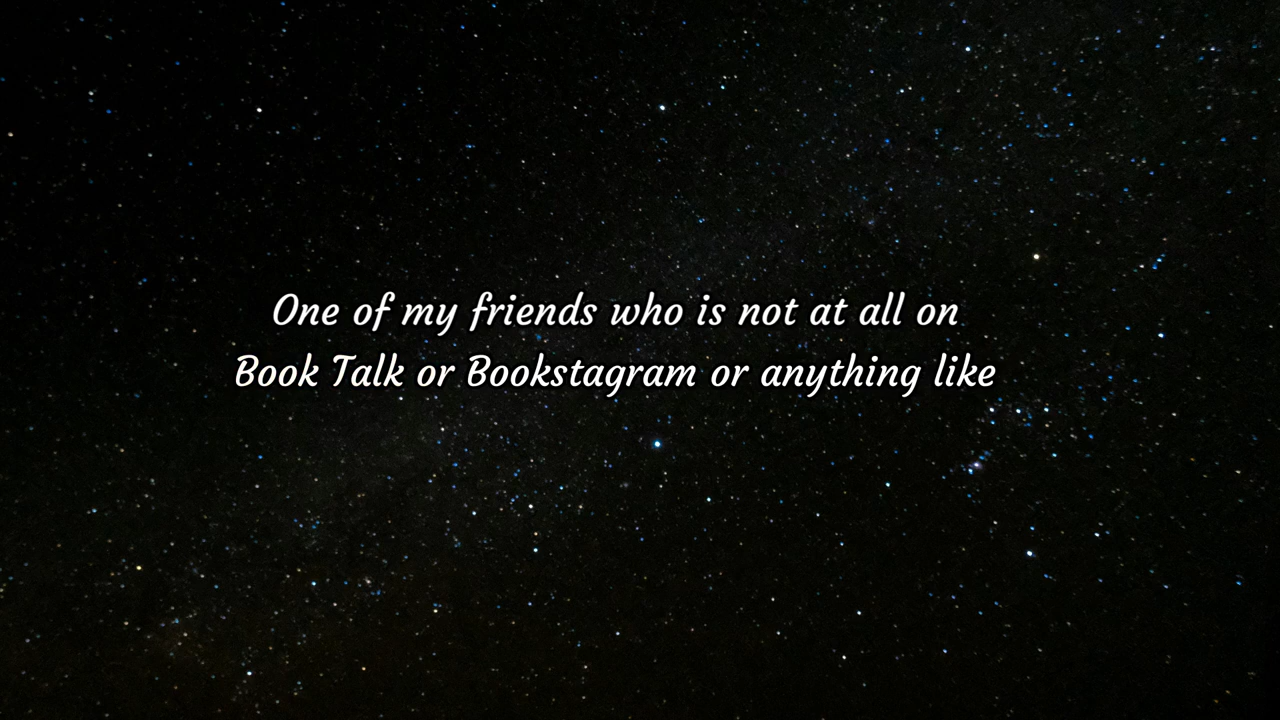 One of my friends who is not at all on
Book Talk or Bookstagram or anything like